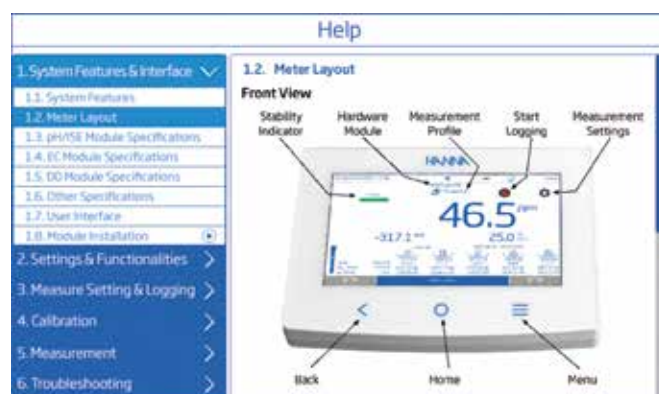 Help
1. System Features & Interface
1.1. System Features
1.2. Meter Layout
1.3. pH/ISE Module Specifications
1.4. EC Module Specifications
1.5. DO Module Specifications
1.6. Other Specifications
1.7. User Interface
1.8. Module Installation
2. Settings & Functionalities
3. Measure Setting & Logging
4. Calibration
5. Measurement
6. Troubleshooting
1.2. Meter Layout
Front View
Stability Indicator
Hardware Module
Measurement Profile
Start Logging
Measurement Settings
HANNA
46.5 ppm
-317.1 mV
25.0
Back
Home
Menu